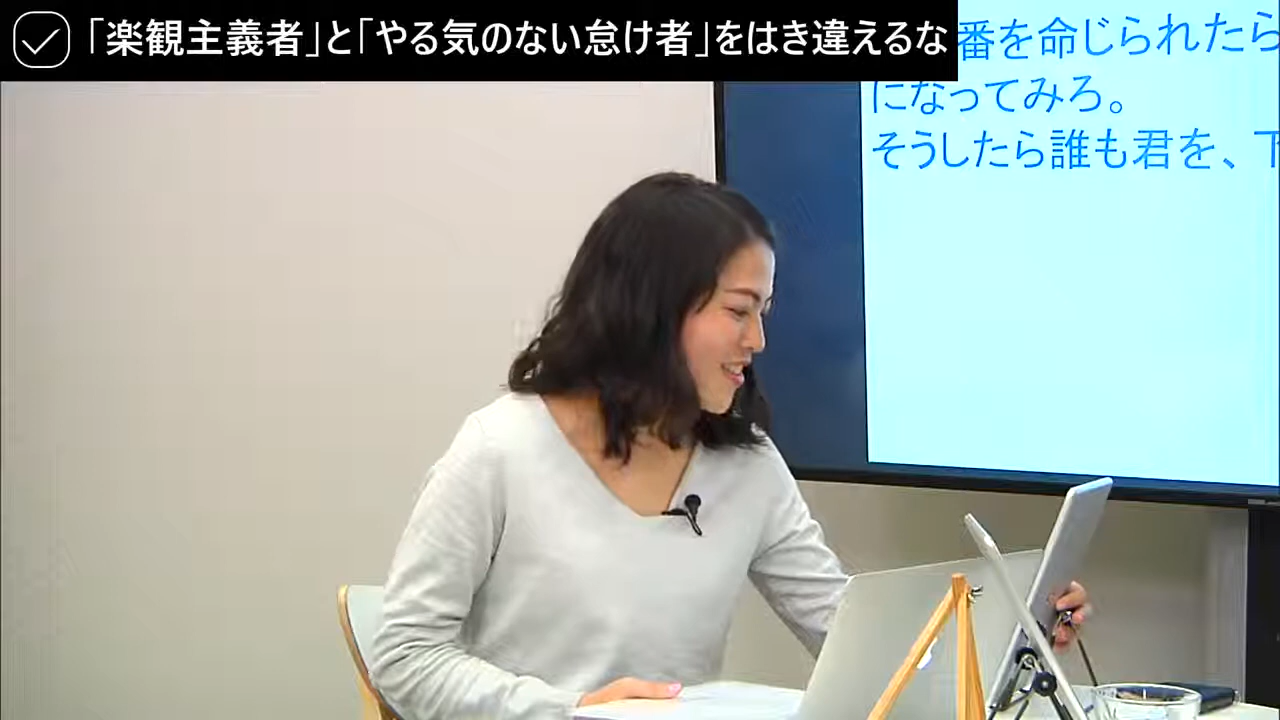 「楽観主義者」と「やる気のない怠け者」をはき違えるな
番を命じられたら
になってみろ。
そうしたら誰も君を、下